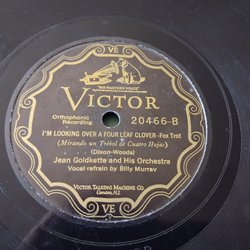 VE
"HIS MASTER'S VOICE"
VICTOR
Orthophonic
Recording
20466-B
I'M LOOKING OVER A FOUR LEAF CLOVER-Fox Trot
(Mirando un Trébol de Cuatro Hojas)
(Dixon-Woods)
Jean Goldkette and His Orchestra
Vocal refrain by Billy Murray
VICTOR TALKING MACHINE CO.
Camden, N.J.
VE